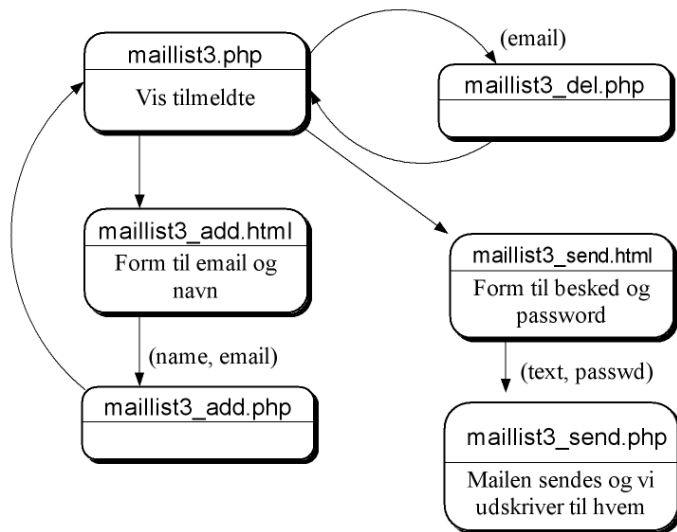 maillist3.php
Vis tilmeldte
(email)
maillist3_del.php
maillist3_add.html
Form til email og
navn
(name, email)
maillist3_add.php
maillist3_send.html
Form til besked og
password
(text, passwd)
maillist3_send.php
Mailen sendes og vi
udskriver til hvem